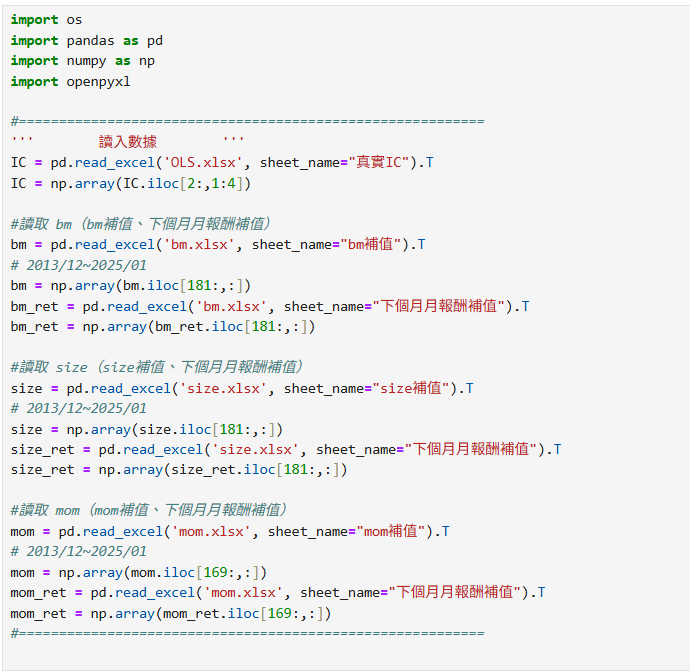 import os
import pandas as pd
import numpy as np
import openpyxl
#==========================================================
''' 讀入數據 '''
IC = pd.read_excel('OLS.xlsx', sheet_name="真實IC").T
IC = np.array(IC.iloc[2:,1:4])
#讀取 bm（bm補值、下個月月報酬補值）
bm = pd.read_excel('bm.xlsx', sheet_name="bm補值").T
# 2013/12~2025/01
bm = np.array(bm.iloc[181:,:])
bm_ret = pd.read_excel('bm.xlsx', sheet_name="下個月月報酬補值").T
bm_ret = np.array(bm_ret.iloc[181:,:])
#讀取 size（size補值、下個月月報酬補值）
size = pd.read_excel('size.xlsx', sheet_name="size補值").T
# 2013/12~2025/01
size = np.array(size.iloc[181:,:])
size_ret = pd.read_excel('size.xlsx', sheet_name="下個月月報酬補值").T
size_ret = np.array(size_ret.iloc[181:,:])
#讀取 mom（mom補值、下個月月報酬補值）
mom = pd.read_excel('mom.xlsx', sheet_name="mom補值").T
# 2013/12~2025/01
mom = np.array(mom.iloc[169:,:])
mom_ret = pd.read_excel('mom.xlsx', sheet_name="下個月月報酬補值").T
mom_ret = np.array(mom_ret.iloc[169:,:])
#==========================================================